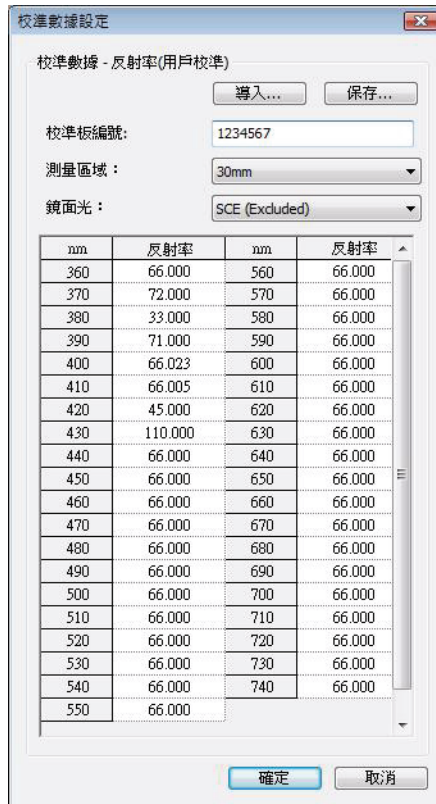 校準數據設定
校準數據 - 反射率(用戶校準)
導入... 保存...
校準板編號: 1234567
測量區域： 30mm
鏡面光： SCE (Excluded)
nm 反射率 nm 反射率
360 66.000 560 66.000
370 72.000 570 66.000
380 33.000 580 66.000
390 71.000 590 66.000
400 66.023 600 66.000
410 66.005 610 66.000
420 45.000 620 66.000
430 110.000 630 66.000
440 66.000 640 66.000
450 66.000 650 66.000
460 66.000 660 66.000
470 66.000 670 66.000
480 66.000 680 66.000
490 66.000 690 66.000
500 66.000 700 66.000
510 66.000 710 66.000
520 66.000 720 66.000
530 66.000 730 66.000
540 66.000 740 66.000
550 66.000
確定 取消